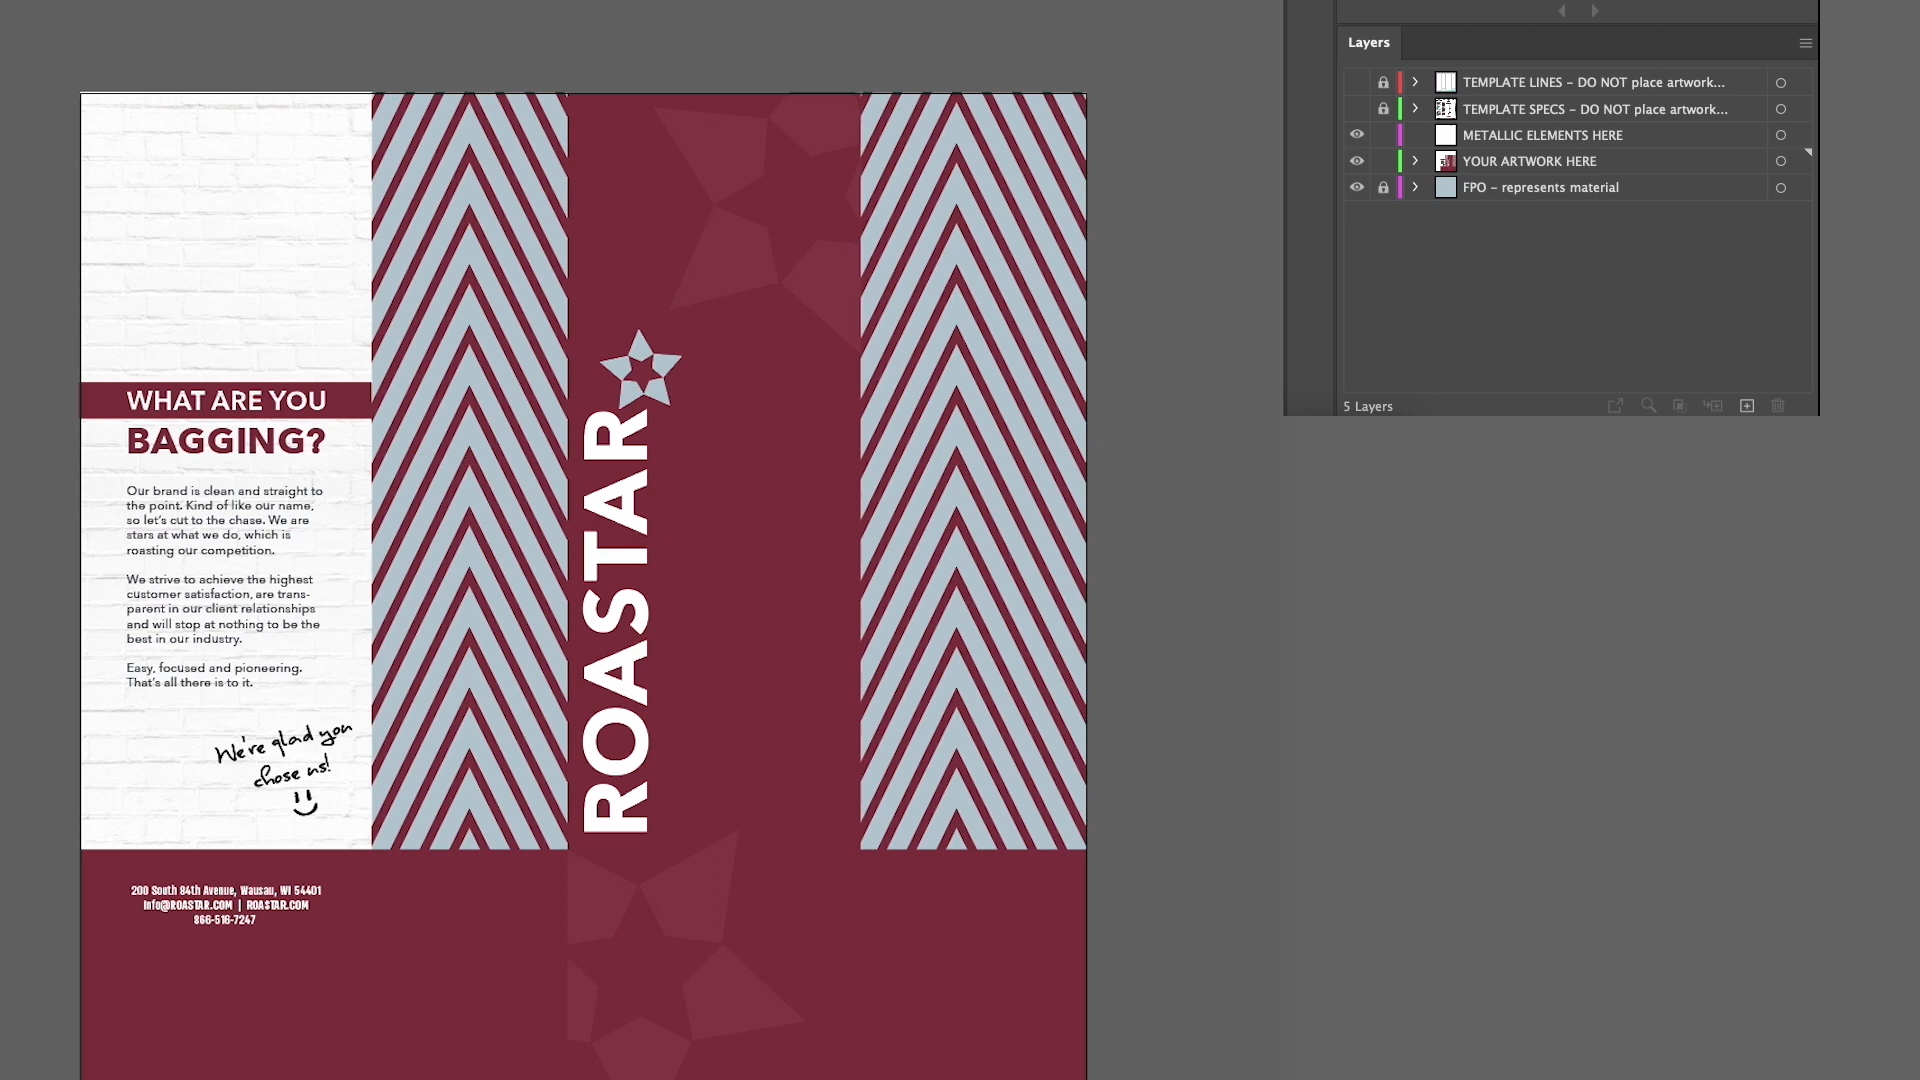 WHAT ARE YOU
BAGGING?
Our brand is clean and straight to
the point. Kind of like our name,
so let's cut to the chase. We are
stars at what we do, which is
roasting our competition.
We strive to achieve the highest
customer satisfaction, are trans-
parent in our client relationships
and will stop at nothing to be the
best in our industry.
Easy, focused and pioneering.
That's all there is to it.
We're glad you
chose us!
200 South 84th Avenue, Wausau, WI 54401
Info@ROASTAR.COM | ROASTAR.COM
866-516-7247
ROASTAR
Layers
TEMPLATE LINES – DO NOT place artwork...
TEMPLATE SPECS – DO NOT place artwork...
METALLIC ELEMENTS HERE
YOUR ARTWORK HERE
FPO – represents material
5 Layers